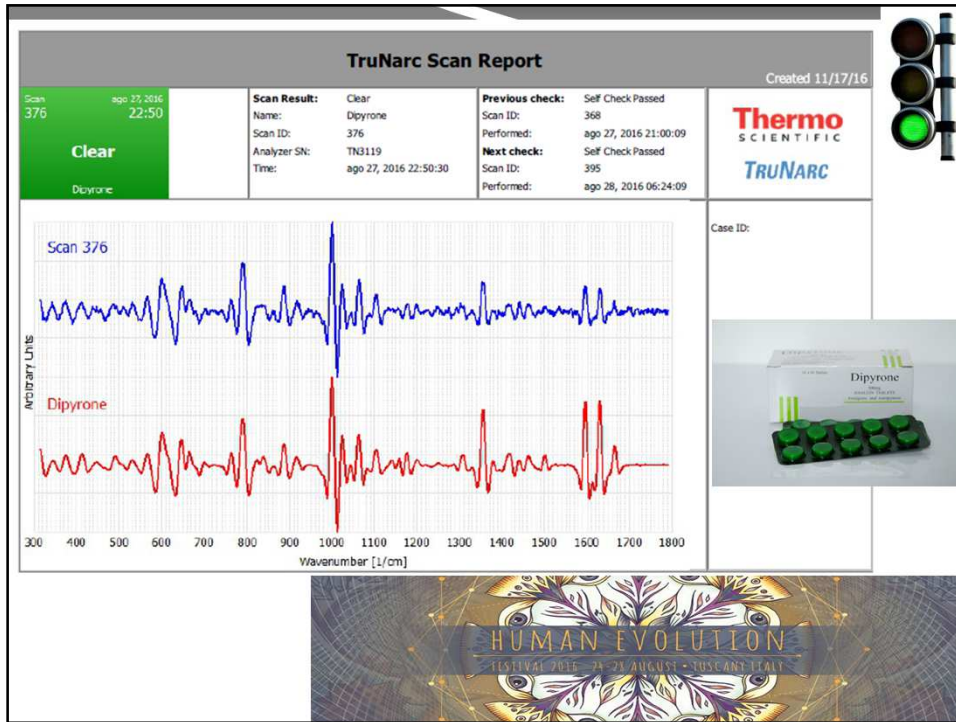 TruNarc Scan Report
Created 11/17/16
Scan ago 27, 2016
376 22:50
Clear
Dipyrone
Scan Result: Clear
Name: Dipyrone
Scan ID: 376
Analyzer SN: TN3119
Time: ago 27, 2016 22:50:30
Previous check: Self Check Passed
Scan ID: 368
Performed: ago 27, 2016 21:00:09
Next check: Self Check Passed
Scan ID: 395
Performed: ago 28, 2016 06:24:09
Thermo
SCIENTIFIC
TRUNARC
Case ID:
Scan 376
Dipyrone
Arbitrary Units
300 400 500 600 700 800 900 1000 1100 1200 1300 1400 1500 1600 1700 1800
Wavenumber [1/cm]
Dipyrone
Dipyrone
HUMAN EVOLUTION
FESTIVAL 2016 24-28 AUGUST • TUSCANY ITALY